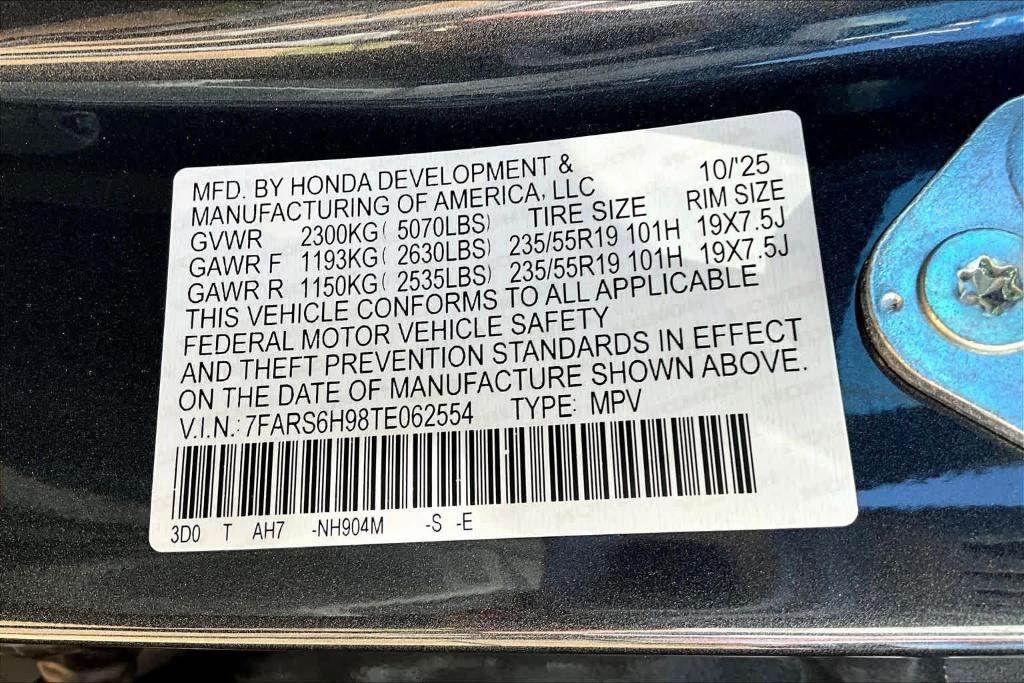 MFD. BY HONDA DEVELOPMENT & 10/'25
MANUFACTURING OF AMERICA, LLC
GVWR 2300KG( 5070LBS) TIRE SIZE RIM SIZE
GAWR F 1193KG( 2630LBS) 235/55R19 101H 19X7.5J
GAWR R 1150KG( 2535LBS) 235/55R19 101H 19X7.5J
THIS VEHICLE CONFORMS TO ALL APPLICABLE
FEDERAL MOTOR VEHICLE SAFETY
AND THEFT PREVENTION STANDARDS IN EFFECT
ON THE DATE OF MANUFACTURE SHOWN ABOVE.
V.I.N.: 7FARS6H98TE062554 TYPE: MPV
3D0 T AH7 -NH904M -S -E